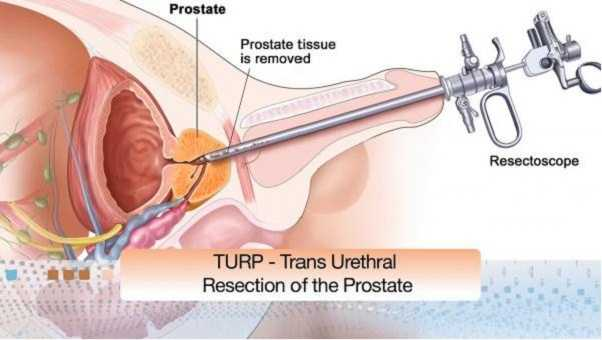 Prostate
Prostate tissue
is removed
Resectoscope
TURP - Trans Urethral
Resection of the Prostate